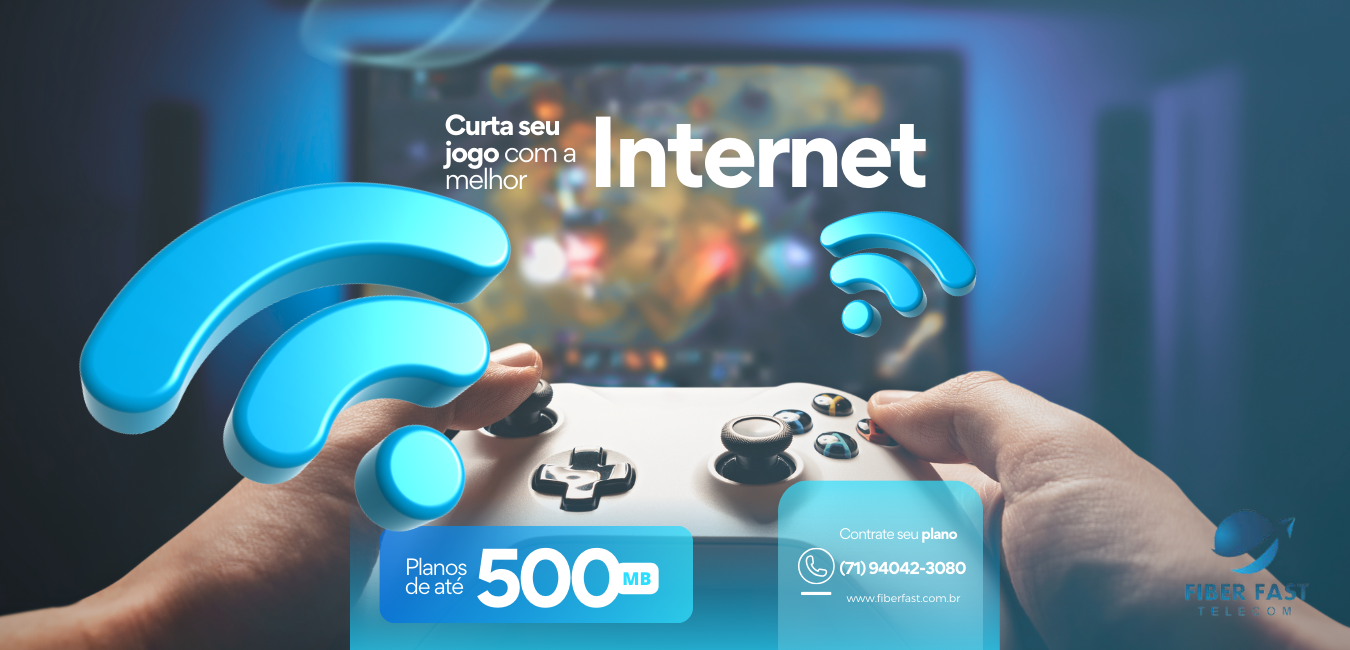 Curta seu
jogo com a
melhor
Internet
Planos
de até
500
MB
Contrate seu plano
(71) 94042-3080
www.fiberfast.com.br
FIBER FAST
TELECOM
A